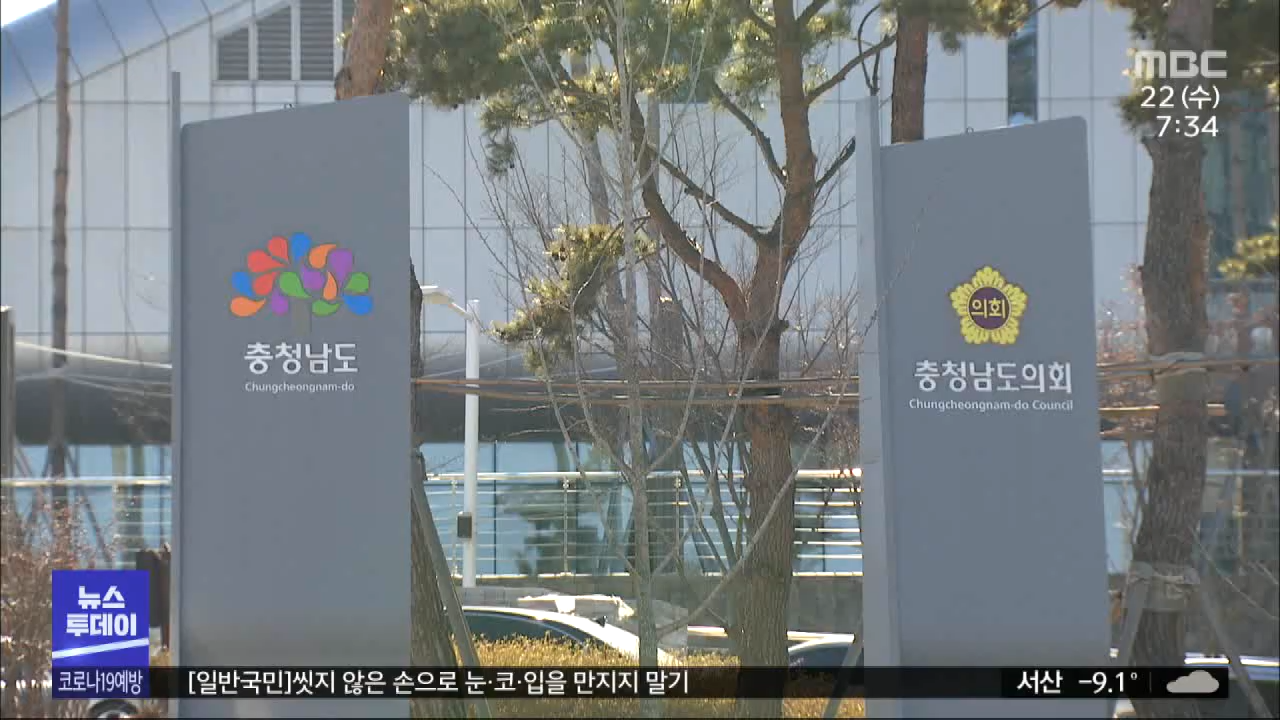 MBC
22 (수)
7:34
충청남도
Chungcheongnam-do
의회
충청남도의회
Chungcheongnam-do Council
뉴스
투데이
코로나19예방
[일반국민]씻지 않은 손으로 눈·코·입을 만지지 말기
서산 -9.1°